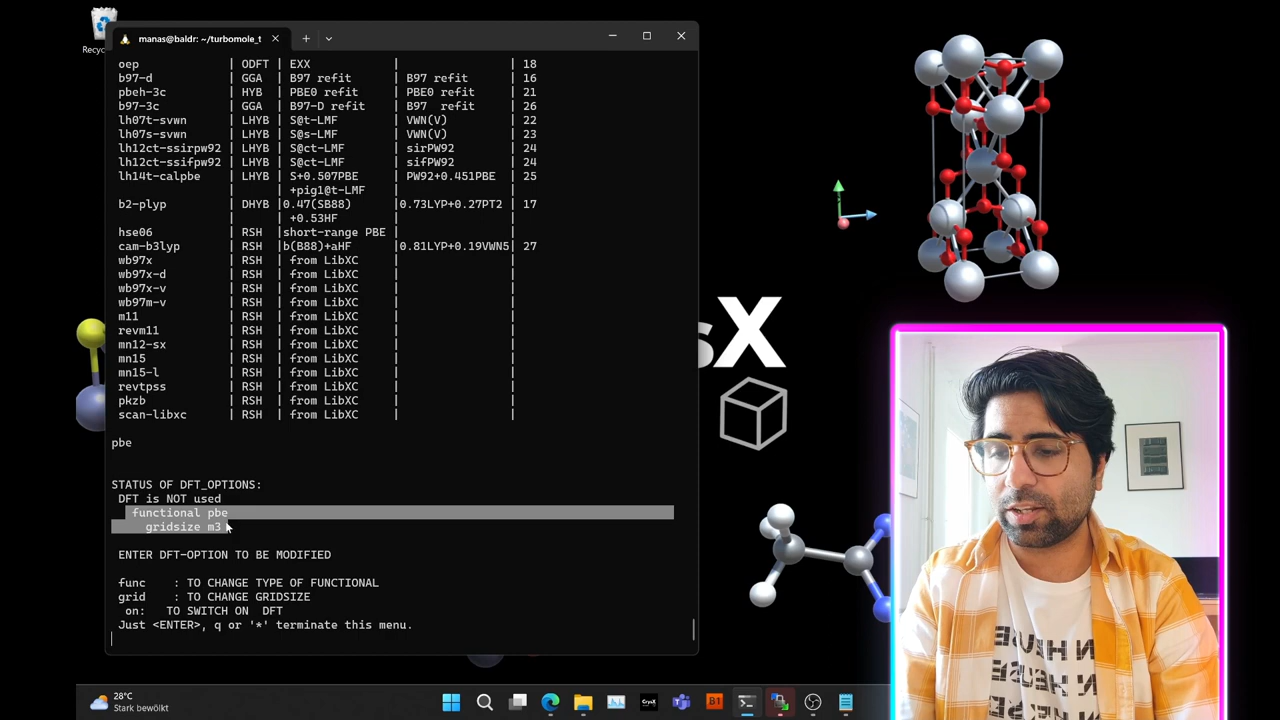 Recyc
manas@baldr: ~/turbomole_t
oep | ODFT | EXX | | 18
b97-d | GGA | B97 refit | B97 refit | 16
pbeh-3c | HYB | PBE0 refit | PBE0 refit | 21
b97-3c | GGA | B97-D refit | B97  refit | 26
lh07t-svwn | LHYB | S@t-LMF | VWN(V) | 22
lh07s-svwn | LHYB | S@s-LMF | VWN(V) | 23
lh12ct-ssirpw92 | LHYB | S@ct-LMF | sirPW92 | 24
lh12ct-ssifpw92 | LHYB | S@ct-LMF | sifPW92 | 24
lh14t-calpbe | LHYB | S+0.507PBE | PW92+0.451PBE | 25
| | +pig1@t-LMF | |
b2-plyp | DHYB |0.47(SB88) |0.73LYP+0.27PT2 | 17
| |+0.53HF | |
hse06 | RSH |short-range PBE | |
cam-b3lyp | RSH |b(B88)+aHF |0.81LYP+0.19VWN5| 27
wb97x | RSH | from LibXC | |
wb97x-d | RSH | from LibXC | |
wb97x-v | RSH | from LibXC | |
wb97m-v | RSH | from LibXC | |
m11 | RSH | from LibXC | |
revm11 | RSH | from LibXC | |
mn12-sx | RSH | from LibXC | |
mn15 | RSH | from LibXC | |
mn15-l | RSH | from LibXC | |
revtpss | RSH | from LibXC | |
pkzb | RSH | from LibXC | |
scan-libxc | RSH | from LibXC | |
pbe
STATUS OF DFT_OPTIONS:
DFT is NOT used
functional pbe
gridsize m3
ENTER DFT-OPTION TO BE MODIFIED
func : TO CHANGE TYPE OF FUNCTIONAL
grid : TO CHANGE GRIDSIZE
on: TO SWITCH ON DFT
Just <ENTER>, q or '*' terminate this menu.
sX
28°C
Stark bewölkt
CrysX
B1